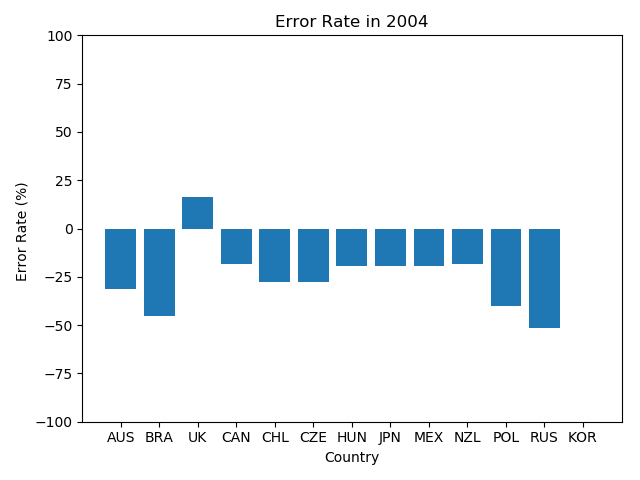 Error Rate in 2004
Error Rate (%)
100
75
50
25
0
−25
−50
−75
−100
AUS BRA UK CAN CHL CZE HUN JPN MEX NZL POL RUS KOR
Country